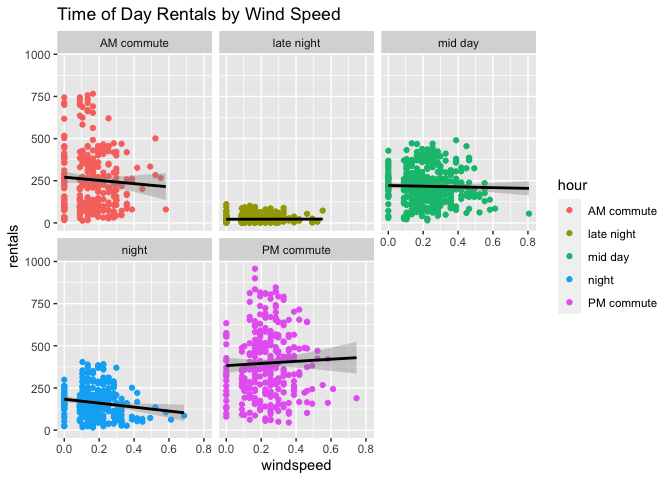 Time of Day Rentals by Wind Speed
AM commute
late night
mid day
1000
750
500
250
0
0.0 0.2 0.4 0.6 0.8
night
PM commute
1000
750
500
250
0
0.0 0.2 0.4 0.6 0.8
0.0 0.2 0.4 0.6 0.8
rentals
windspeed
hour
AM commute
late night
mid day
night
PM commute